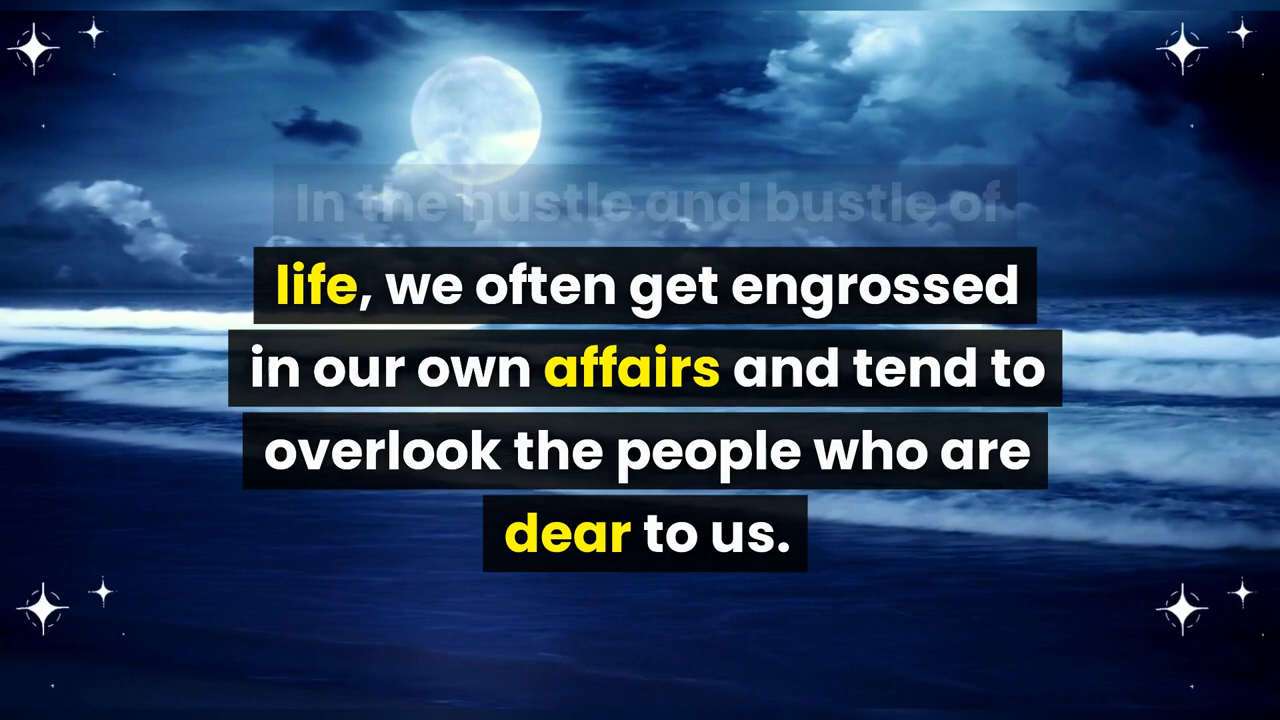 In the hustle and bustle of
life, we often get engrossed
in our own affairs and tend to
overlook the people who are
dear to us.